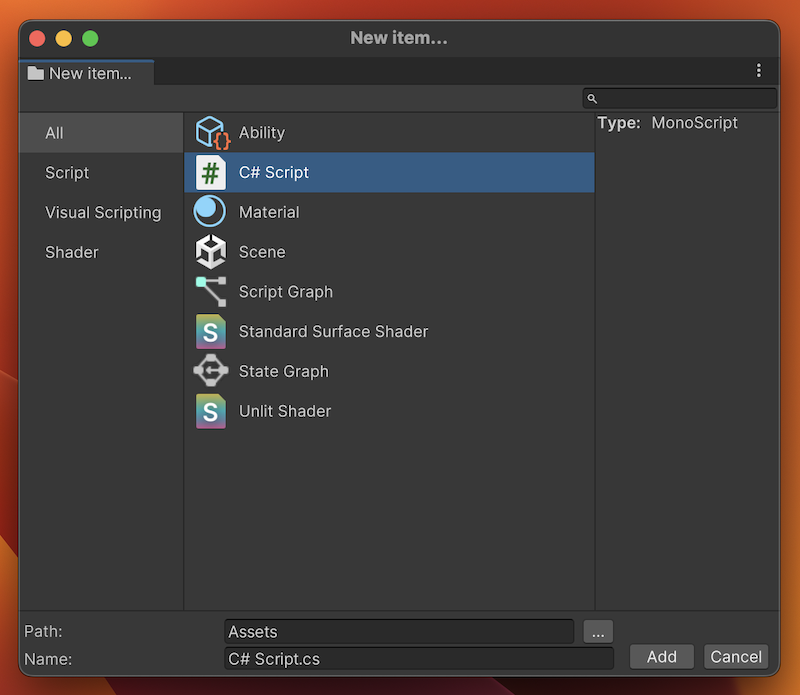 New item...
New item...
All
Script
Visual Scripting
Shader
Ability
C# Script
Material
Scene
Script Graph
Standard Surface Shader
State Graph
Unlit Shader
Type: MonoScript
Path: Assets ...
Name: C# Script.cs
Add Cancel